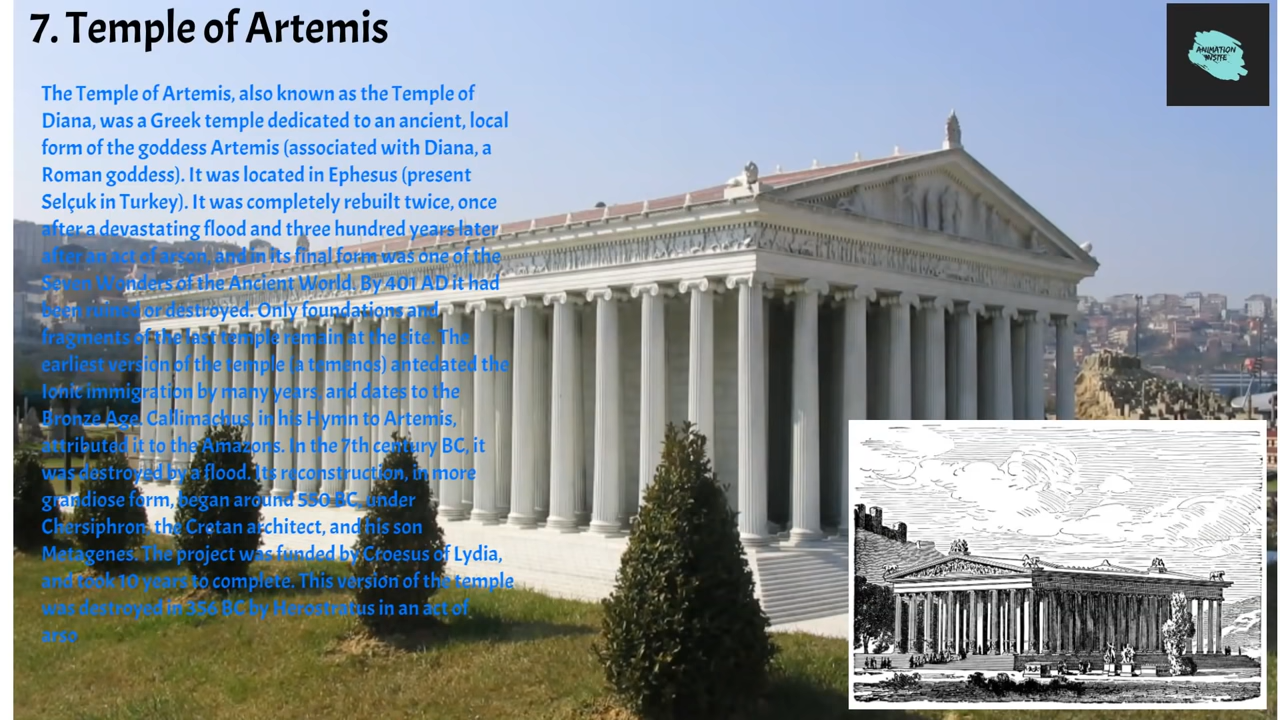 7. Temple of Artemis
ANIMATION
INSITE
The Temple of Artemis, also known as the Temple of
Diana, was a Greek temple dedicated to an ancient, local
form of the goddess Artemis (associated with Diana, a
Roman goddess). It was located in Ephesus (present
Selçuk in Turkey). It was completely rebuilt twice, once
after a devastating flood and three hundred years later
after an act of arson, and in its final form was one of the
Seven Wonders of the Ancient World. By 401 AD it had
been ruined or destroyed. Only foundations and
fragments of the last temple remain at the site. The
earliest version of the temple (a temenos) antedated the
Ionic immigration by many years, and dates to the
Bronze Age. Callimachus, in his Hymn to Artemis,
attributed it to the Amazons. In the 7th century BC, it
was destroyed by a flood. Its reconstruction, in more
grandiose form, began around 550 BC, under
Chersiphron, the Cretan architect, and his son
Metagenes. The project was funded by Croesus of Lydia,
and took 10 years to complete. This version of the temple
was destroyed in 356 BC by Herostratus in an act of
arso